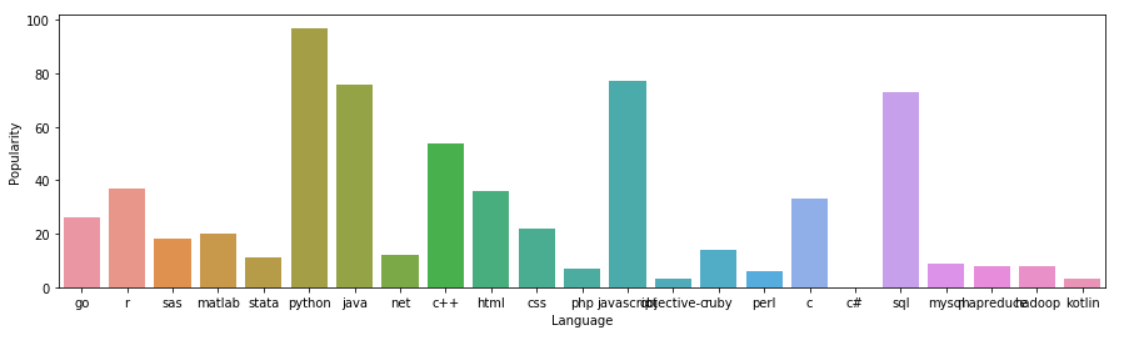 100
80
60
40
20
0
Popularity
go r sas matlab stata python java net c++ html css php javascript objective-c ruby perl c c# sql mysql mapreduce hadoop kotlin
Language